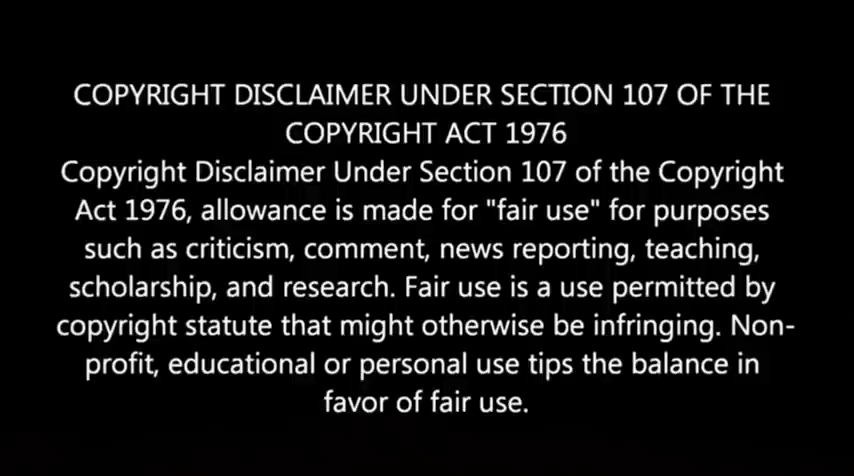 COPYRIGHT DISCLAIMER UNDER SECTION 107 OF THE
COPYRIGHT ACT 1976
Copyright Disclaimer Under Section 107 of the Copyright
Act 1976, allowance is made for "fair use" for purposes
such as criticism, comment, news reporting, teaching,
scholarship, and research. Fair use is a use permitted by
copyright statute that might otherwise be infringing. Non-
profit, educational or personal use tips the balance in
favor of fair use.